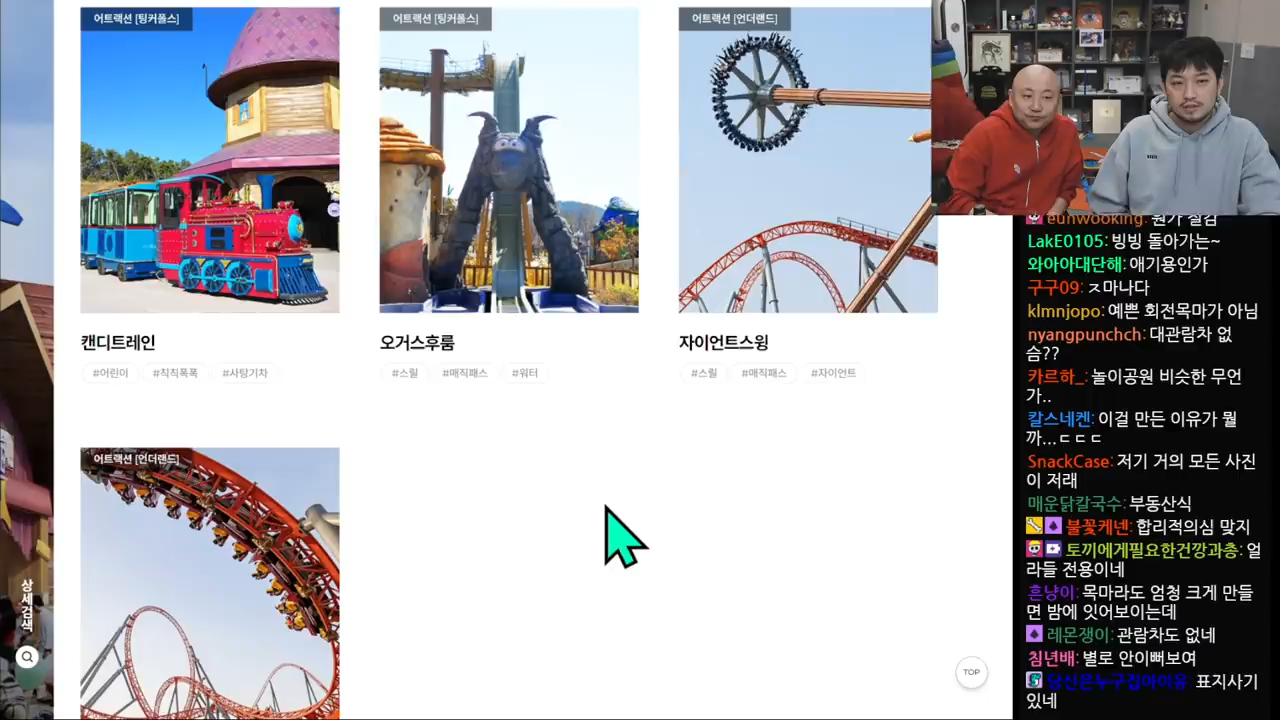 어트랙션 [팅커폴스]
어트랙션 [팅커폴스]
어트랙션 [언더랜드]
캔디트레인
오거스후룸
자이언트스윙
#어린이
#칙칙폭폭
#사탕기차
#스릴
#매직패스
#워터
#스릴
#매직패스
#자이언트
어트랙션 [언더랜드]
상세검색
TOP
eunwooking: 뭔가 질감
LakE0105: 빙빙 돌아가는~
와아아대단해: 애기용인가
구구09: ㅈ마나다
klmnjopo: 예쁜 회전목마가 아님
nyangpunchch: 대관람차 없
슴??
카르하_: 놀이공원 비슷한 무언
가..
칼스네켄: 이걸 만든 이유가 뭘
까...ㄷㄷㄷ
SnackCase: 저기 거의 모든 사진
이 저래
매운닭칼국수: 부동산식
불꽃케넨: 합리적의심 맞지
토끼에게필요한건깡과총: 얼
라들 전용이네
흔냥이: 목마라도 엄청 크게 만들
면 밤에 잇어보이는데
레몬쟁이: 관람차도 없네
침년배: 별로 안이뻐보여
당신은누구집아이유: 표지사기
있네